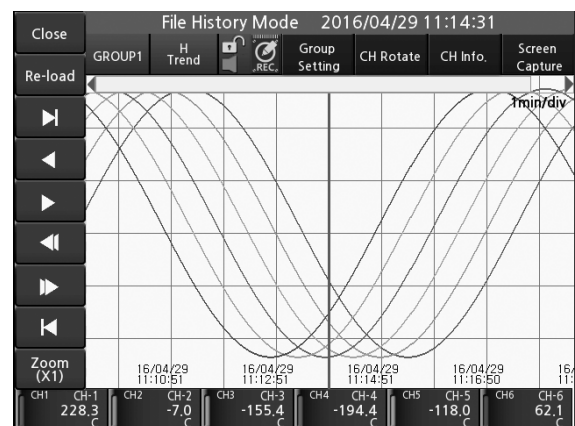 Close
File History Mode 2016/04/29 11:14:31
GROUP1
H
Trend
REC
Group
Setting
CH Rotate
CH Info.
Screen
Capture
Re-load
1min/div
Zoom
(X1)
16/04/29
11:10:51
16/04/29
11:12:51
16/04/29
11:14:51
16/04/29
11:16:50
16/
11:
CH1 CH-1
228.3
C
CH2 CH-2
-7.0
C
CH3 CH-3
-155.4
C
CH4 CH-4
-194.4
C
CH5 CH-5
-118.0
C
CH6 CH-6
62.1
C